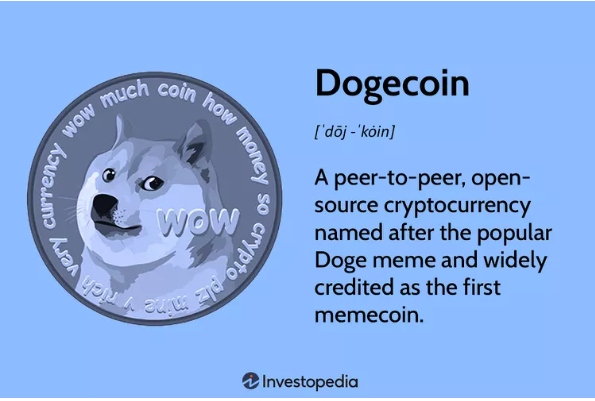 very currency wow much coin how money so crypto plz mine v rich
wow
Dogecoin
[ˈdōj -ˈkȯin]
A peer-to-peer, open-
source cryptocurrency
named after the popular
Doge meme and widely
credited as the first
memecoin.
Investopedia